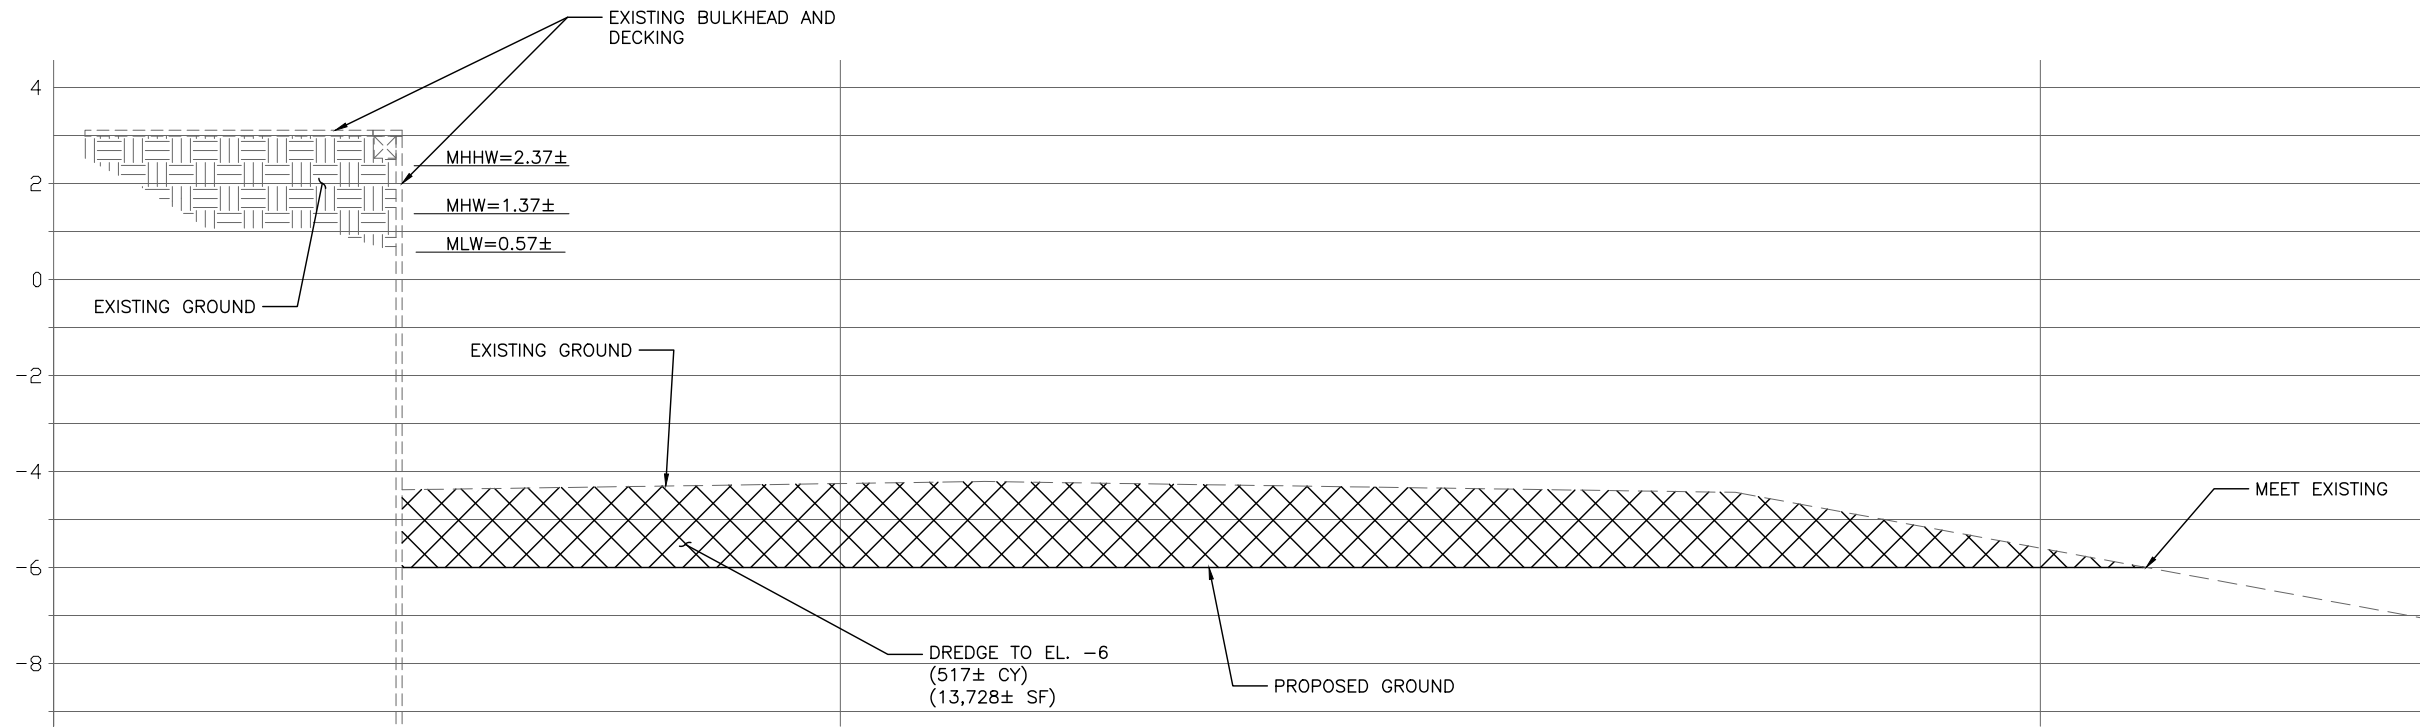 EXISTING BULKHEAD AND
DECKING
4
2
0
-2
-4
-6
-8
MHHW=2.37±
MHW=1.37±
MLW=0.57±
EXISTING GROUND
EXISTING GROUND
MEET EXISTING
DREDGE TO EL. -6
(517± CY)
(13,728± SF)
PROPOSED GROUND